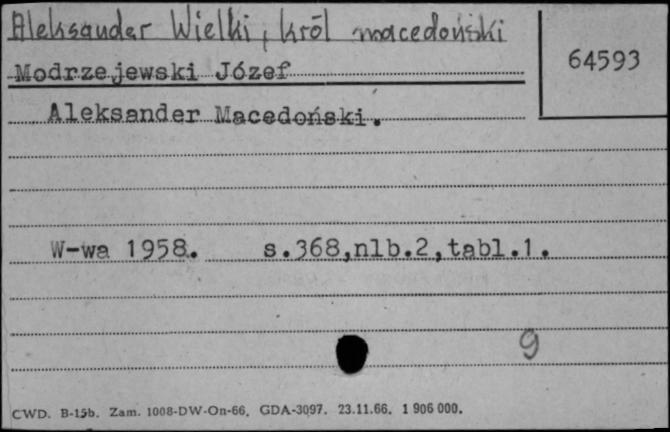 Aleksander Wielki, król macedoński
64593
Modrzejewski Józef
Aleksander Macedoński.
W-wa 1958. s.368,nlb.2,tabl.1.
9
CWD. B-15b. Zam. 1008-DW-On-66. GDA-3097. 23.11.66. 1 906 000.